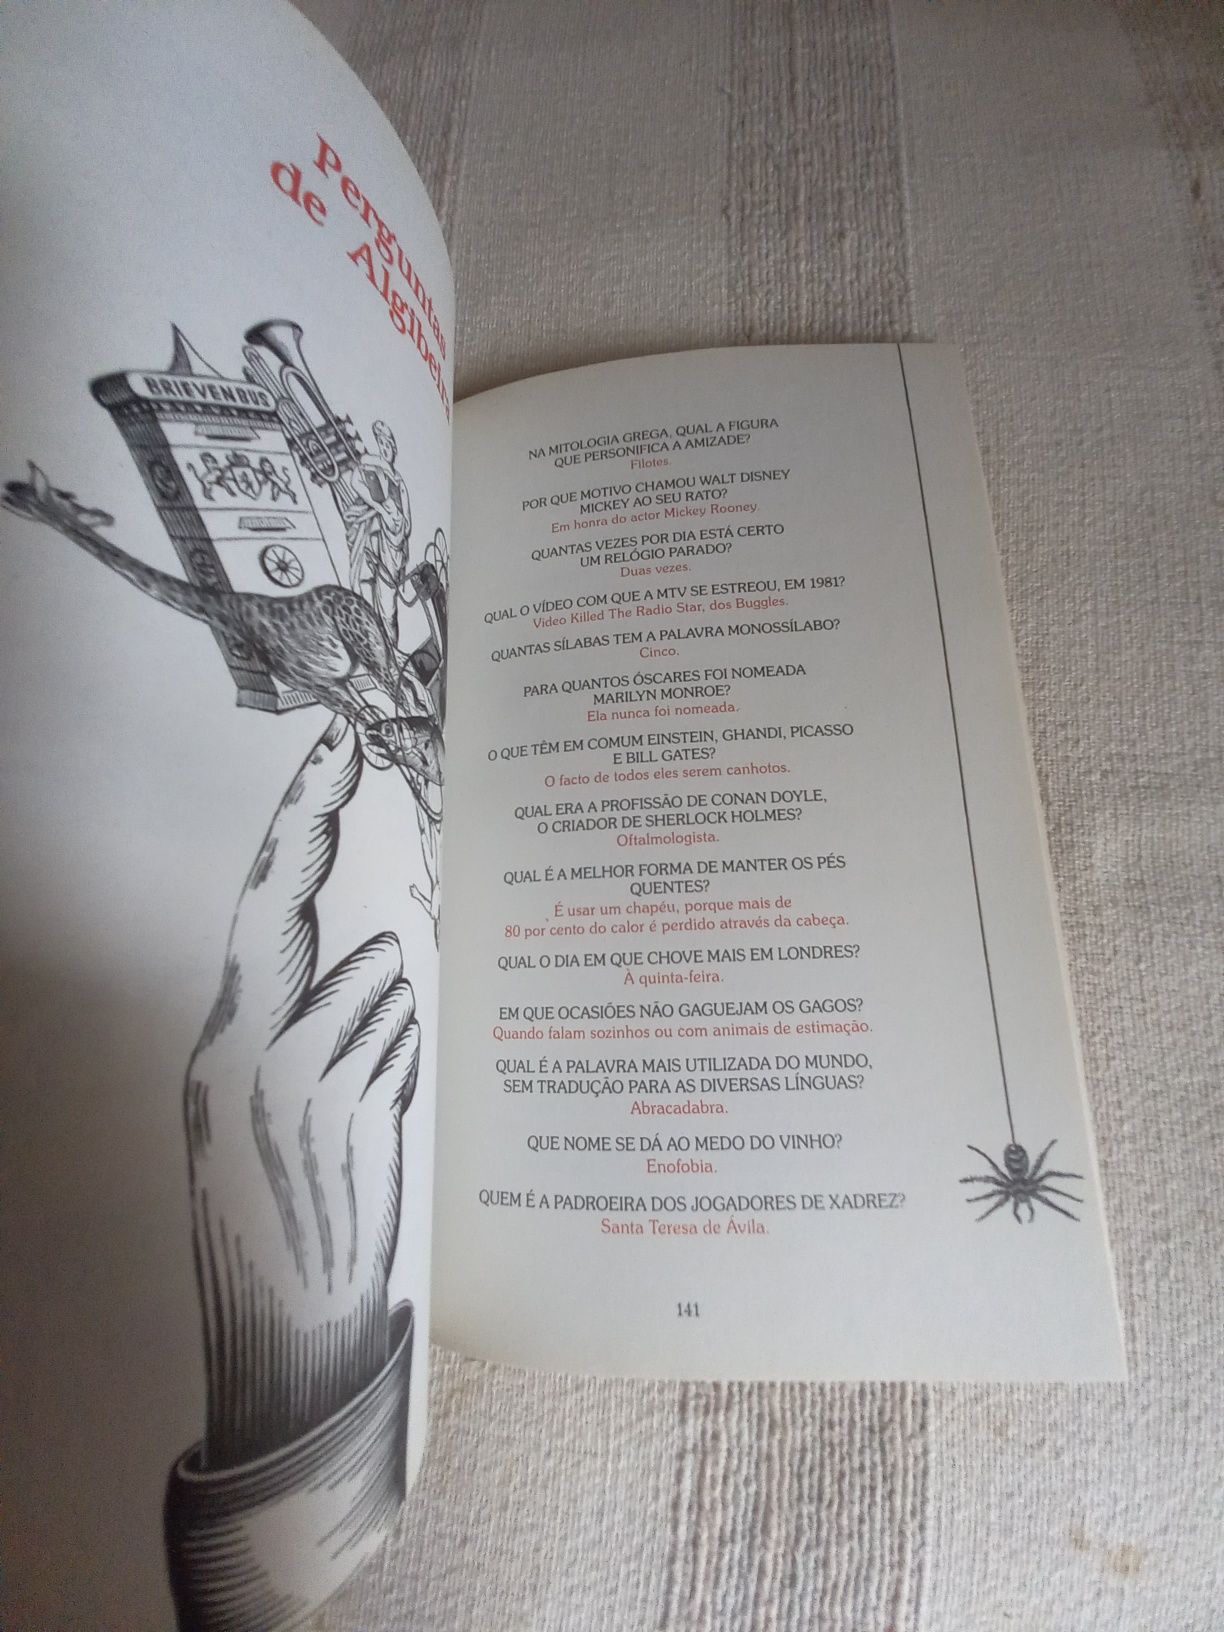 Perguntas
de Algibeira
BRIEVENBUS
NA MITOLOGIA GREGA, QUAL A FIGURA
QUE PERSONIFICA A AMIZADE?
Filotes.
POR QUE MOTIVO CHAMOU WALT DISNEY
MICKEY AO SEU RATO?
Em honra do actor Mickey Rooney.
QUANTAS VEZES POR DIA ESTÁ CERTO
UM RELÓGIO PARADO?
Duas vezes.
QUAL O VÍDEO COM QUE A MTV SE ESTREOU, EM 1981?
Video Killed The Radio Star, dos Buggles.
QUANTAS SÍLABAS TEM A PALAVRA MONOSSÍLABO?
Cinco.
PARA QUANTOS ÓSCARES FOI NOMEADA
MARILYN MONROE?
Ela nunca foi nomeada.
O QUE TÊM EM COMUM EINSTEIN, GHANDI, PICASSO
E BILL GATES?
O facto de todos eles serem canhotos.
QUAL ERA A PROFISSÃO DE CONAN DOYLE,
O CRIADOR DE SHERLOCK HOLMES?
Oftalmologista.
QUAL É A MELHOR FORMA DE MANTER OS PÉS
QUENTES?
É usar um chapéu, porque mais de
80 por cento do calor é perdido através da cabeça.
QUAL O DIA EM QUE CHOVE MAIS EM LONDRES?
À quinta-feira.
EM QUE OCASIÕES NÃO GAGUEJAM OS GAGOS?
Quando falam sozinhos ou com animais de estimação.
QUAL É A PALAVRA MAIS UTILIZADA DO MUNDO,
SEM TRADUÇÃO PARA AS DIVERSAS LÍNGUAS?
Abracadabra.
QUE NOME SE DÁ AO MEDO DO VINHO?
Enofobia.
QUEM É A PADROEIRA DOS JOGADORES DE XADREZ?
Santa Teresa de Ávila.
141